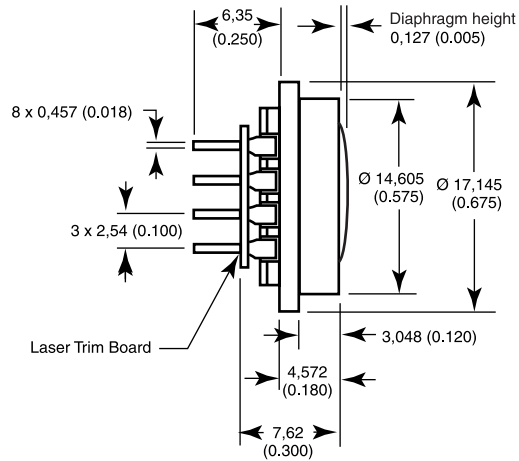 6,35
(0.250)
Diaphragm height
0,127 (0.005)
8 x 0,457 (0.018)
Ø 14,605
(0.575)
Ø 17,145
(0.675)
3 x 2,54 (0.100)
Laser Trim Board
3,048 (0.120)
4,572
(0.180)
7,62
(0.300)